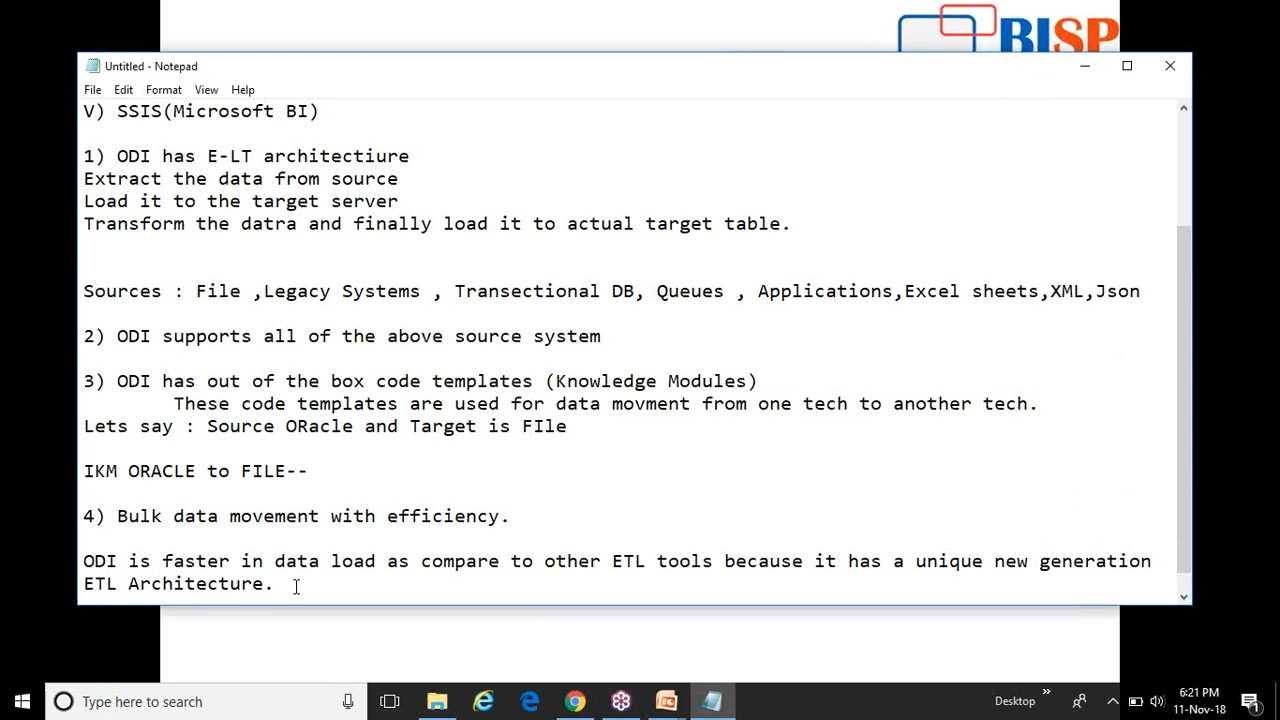 BISP
Untitled - Notepad
File Edit Format View Help
V) SSIS(Microsoft BI)
1) ODI has E-LT architectiure
Extract the data from source
Load it to the target server
Transform the datra and finally load it to actual target table.
Sources : File ,Legacy Systems , Transectional DB, Queues , Applications,Excel sheets,XML,Json
2) ODI supports all of the above source system
3) ODI has out of the box code templates (Knowledge Modules)
These code templates are used for data movment from one tech to another tech.
Lets say : Source ORacle and Target is FIle
IKM ORACLE to FILE--
4) Bulk data movement with efficiency.
ODI is faster in data load as compare to other ETL tools because it has a unique new generation
ETL Architecture.
Type here to search
Desktop
6:21 PM
11-Nov-18
1